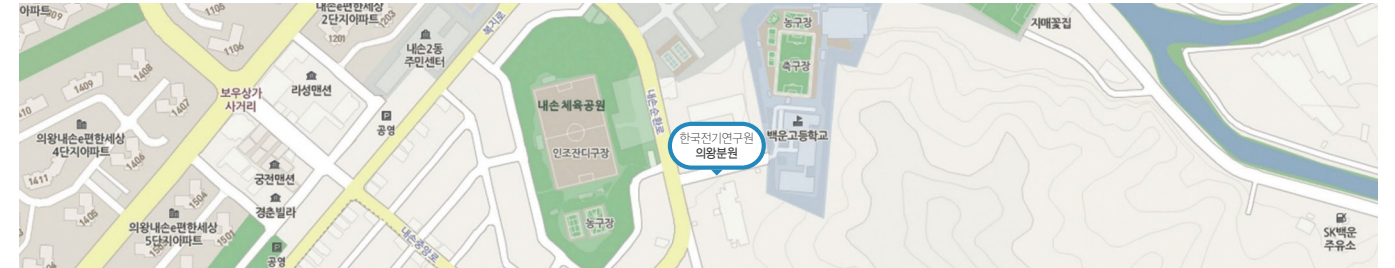 아파트
내손e편한세상
2단지아파트
1203
1201
복지로
내손2동
주민센터
1106
1408
1409
1407
라성맨션
보우상가
사거리
공영
의왕내손e편한세상
4단지아파트
1406
1411
1405
궁전맨션
경춘빌라
1504
의왕내손e편한세상
5단지아파트
1501
공영
내손중앙로
내손 체육공원
인조잔디구장
농구장
내손순환로
한국전기연구원
의왕분원
농구장
축구장
백운고등학교
자매꽃집
SK백운
주유소